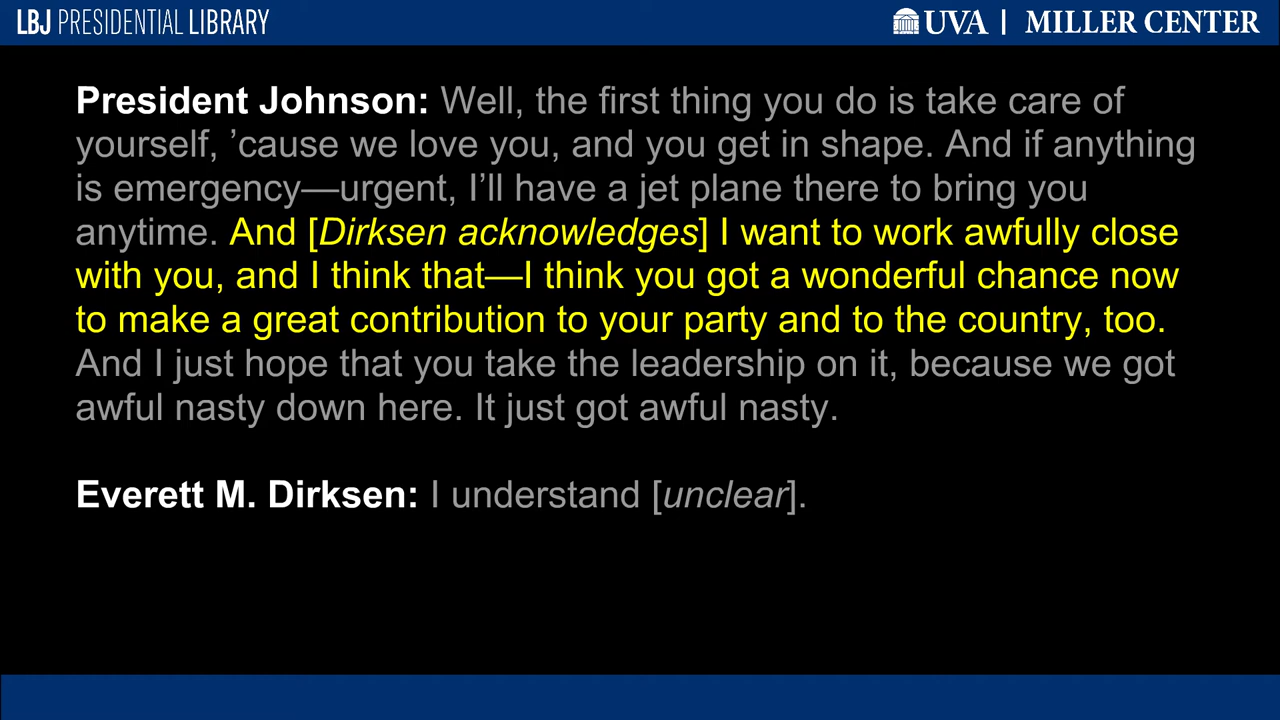 LBJ PRESIDENTIAL LIBRARY
UVA | MILLER CENTER
President Johnson: Well, the first thing you do is take care of
yourself, ’cause we love you, and you get in shape. And if anything
is emergency—urgent, I’ll have a jet plane there to bring you
anytime. And [Dirksen acknowledges] I want to work awfully close
with you, and I think that—I think you got a wonderful chance now
to make a great contribution to your party and to the country, too.
And I just hope that you take the leadership on it, because we got
awful nasty down here. It just got awful nasty.
Everett M. Dirksen: I understand [unclear].